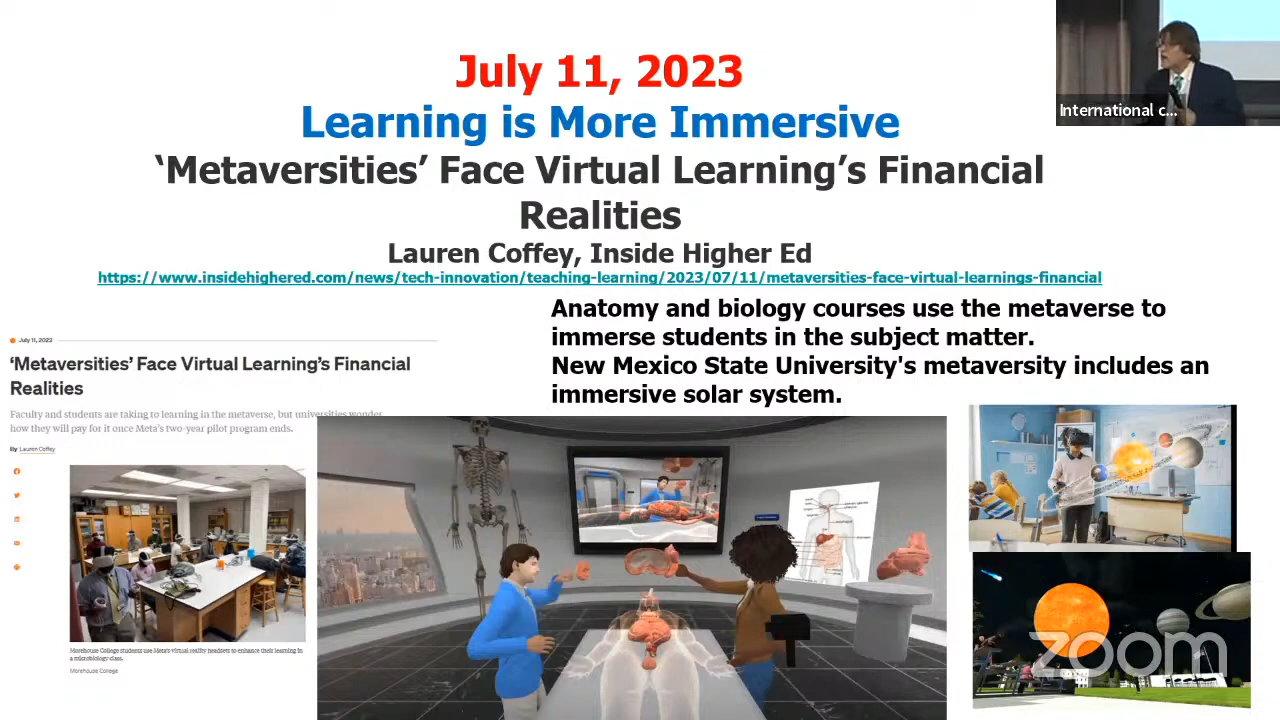 July 11, 2023
Learning is More Immersive
‘Metaversities’ Face Virtual Learning’s Financial
Realities
Lauren Coffey, Inside Higher Ed
https://www.insidehighered.com/news/tech-innovation/teaching-learning/2023/07/11/metaversities-face-virtual-learnings-financial
International c...
Anatomy and biology courses use the metaverse to
immerse students in the subject matter.
New Mexico State University's metaversity includes an
immersive solar system.
July 11, 2023
‘Metaversities’ Face Virtual Learning’s Financial
Realities
Faculty and students are taking to learning in the metaverse, but universities wonder
how they will pay for it once Meta’s two-year pilot program ends.
By Lauren Coffey
Morehouse College students use Meta's virtual reality headsets to enhance their learning in
a microbiology class.
Morehouse College
zoom